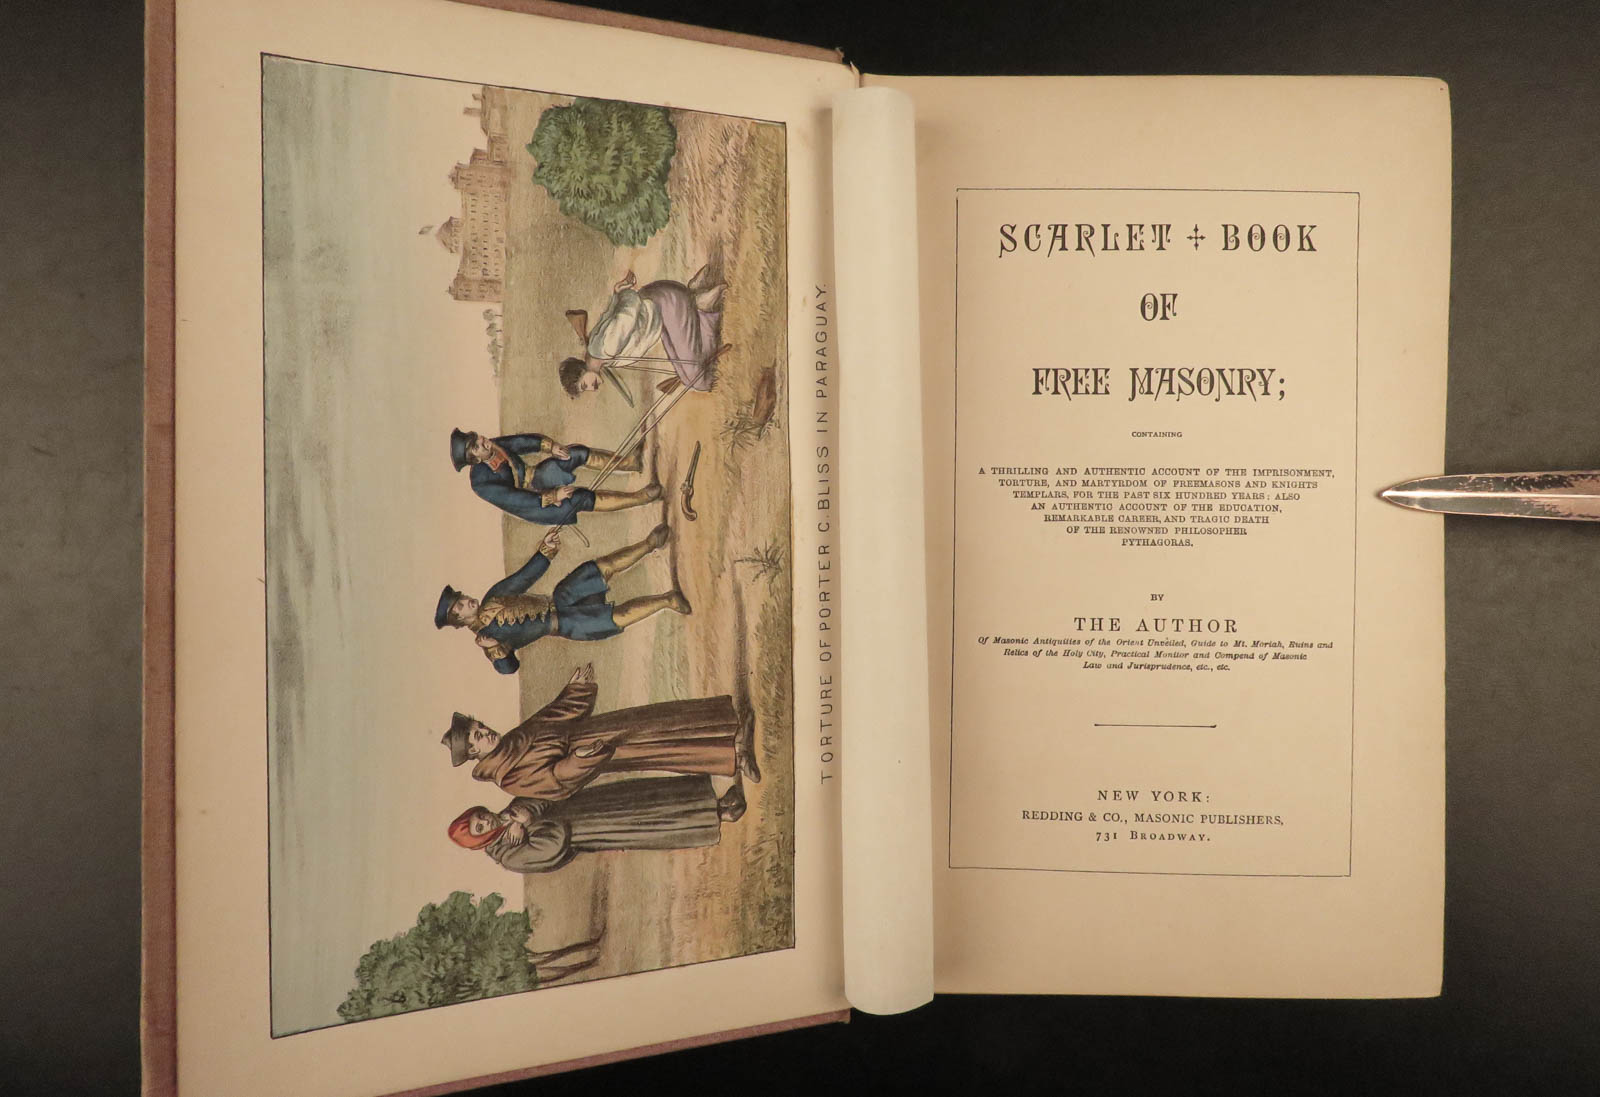 TORTURE OF PORTER C. BLISS IN PARAGUAY.
SCARLET BOOK
OF
FREE MASONRY;
CONTAINING
A THRILLING AND AUTHENTIC ACCOUNT OF THE IMPRISONMENT,
TORTURE, AND MARTYRDOM OF FREEMASONS AND KNIGHTS
TEMPLARS, FOR THE PAST SIX HUNDRED YEARS; ALSO
AN AUTHENTIC ACCOUNT OF THE EDUCATION,
REMARKABLE CAREER, AND TRAGIC DEATH
OF THE RENOWNED PHILOSOPHER
PYTHAGORAS.
BY
THE AUTHOR
Of Masonic Antiquities of the Orient Unveiled, Guide to Mt. Moriah, Ruins and
Relics of the Holy City, Practical Monitor and Compend of Masonic
Law and Jurisprudence, etc., etc.
NEW YORK:
REDDING & CO., MASONIC PUBLISHERS,
731 BROADWAY.